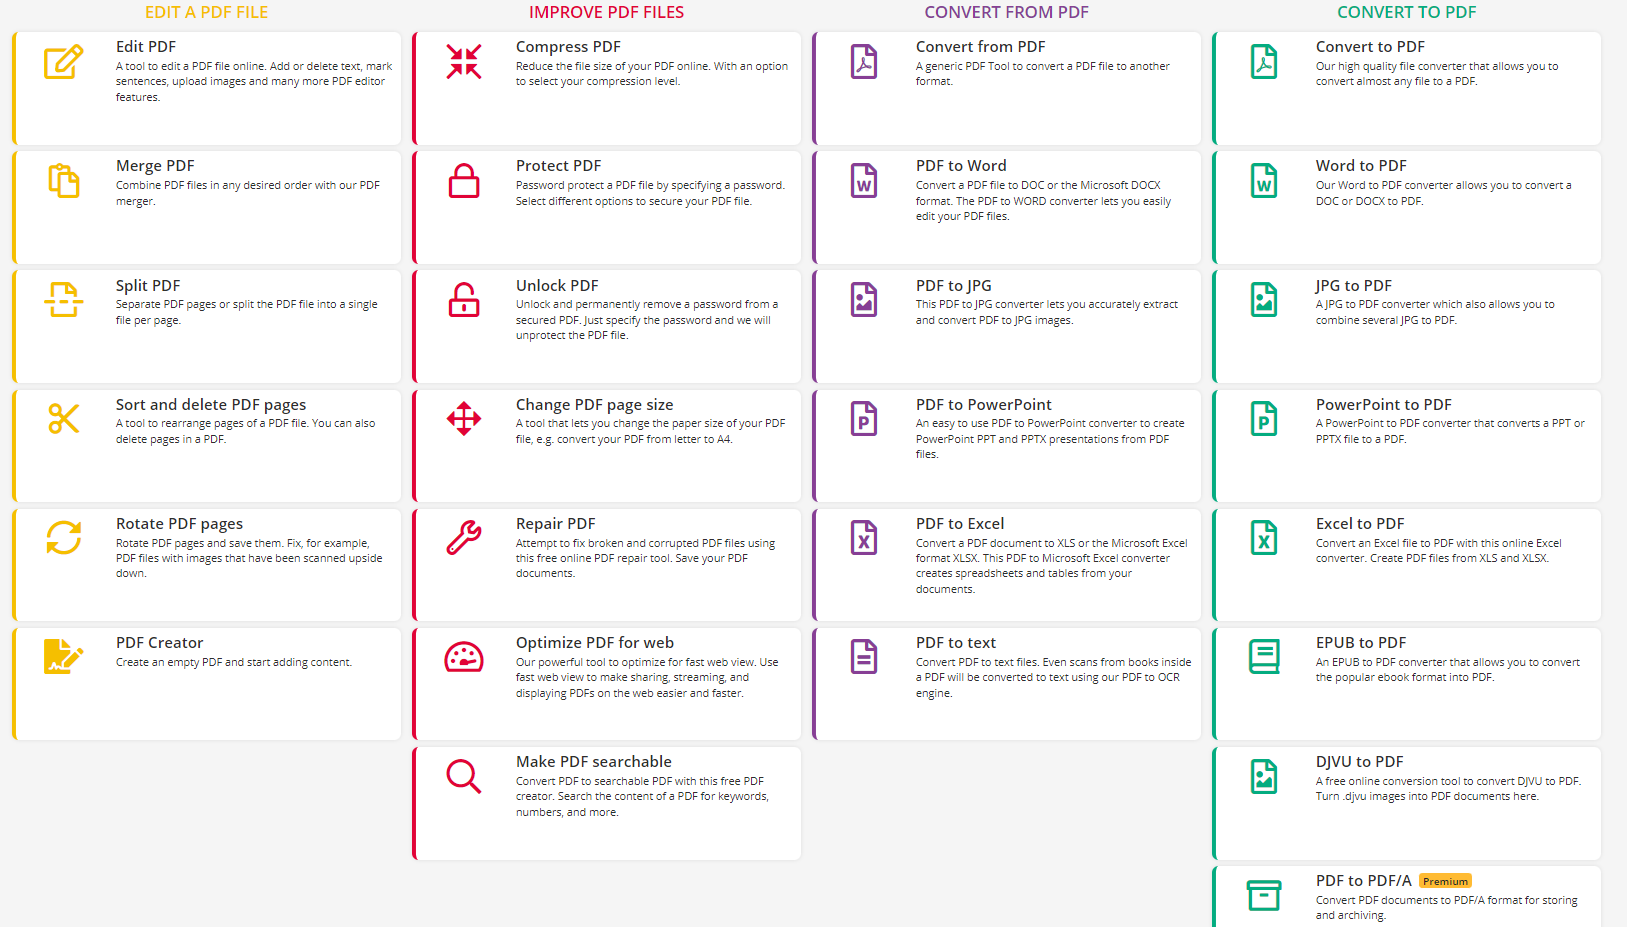 EDIT A PDF FILE
Edit PDF
A tool to edit a PDF file online. Add or delete text, mark
sentences, upload images and many more PDF editor
features.
Merge PDF
Combine PDF files in any desired order with our PDF
merger.
Split PDF
Separate PDF pages or split the PDF file into a single
file per page.
Sort and delete PDF pages
A tool to rearrange pages of a PDF file. You can also
delete pages in a PDF.
Rotate PDF pages
Rotate PDF pages and save them. Fix, for example,
PDF files with images that have been scanned upside
down.
PDF Creator
Create an empty PDF and start adding content.
IMPROVE PDF FILES
Compress PDF
Reduce the file size of your PDF online. With an option
to select your compression level.
Protect PDF
Password protect a PDF file by specifying a password.
Select different options to secure your PDF file.
Unlock PDF
Unlock and permanently remove a password from a
secured PDF. Just specify the password and we will
unprotect the PDF file.
Change PDF page size
A tool that lets you change the paper size of your PDF
file, e.g. convert your PDF from letter to A4.
Repair PDF
Attempt to fix broken and corrupted PDF files using
this free online PDF repair tool. Save your PDF
documents.
Optimize PDF for web
Our powerful tool to optimize for fast web view. Use
fast web view to make sharing, streaming, and
displaying PDFs on the web easier and faster.
Make PDF searchable
Convert PDF to searchable PDF with this free PDF
creator. Search the content of a PDF for keywords,
numbers, and more.
CONVERT FROM PDF
Convert from PDF
A generic PDF Tool to convert a PDF file to another
format.
W
PDF to Word
Convert a PDF file to DOC or the Microsoft DOCX
format. The PDF to WORD converter lets you easily
edit your PDF files.
PDF to JPG
This PDF to JPG converter lets you accurately extract
and convert PDF to JPG images.
P
PDF to PowerPoint
An easy to use PDF to PowerPoint converter to create
PowerPoint PPT and PPTX presentations from PDF
files.
X
PDF to Excel
Convert a PDF document to XLS or the Microsoft Excel
format XLSX. This PDF to Microsoft Excel converter
creates spreadsheets and tables from your
documents.
PDF to text
Convert PDF to text files. Even scans from books inside
a PDF will be converted to text using our PDF to OCR
engine.
CONVERT TO PDF
Convert to PDF
Our high quality file converter that allows you to
convert almost any file to a PDF.
W
Word to PDF
Our Word to PDF converter allows you to convert a
DOC or DOCX to PDF.
JPG to PDF
A JPG to PDF converter which also allows you to
combine several JPG to PDF.
P
PowerPoint to PDF
A PowerPoint to PDF converter that converts a PPT or
PPTX file to a PDF.
X
Excel to PDF
Convert an Excel file to PDF with this online Excel
converter. Create PDF files from XLS and XLSX.
EPUB to PDF
An EPUB to PDF converter that allows you to convert
the popular ebook format into PDF.
DJVU to PDF
A free online conversion tool to convert DJVU to PDF.
Turn .djvu images into PDF documents here.
PDF to PDF/A Premium
Convert PDF documents to PDF/A format for storing
and archiving.